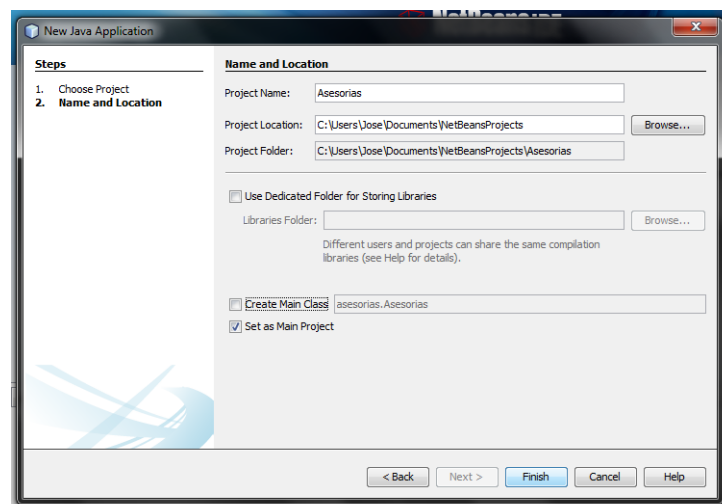 NetBeans IDE
New Java Application
Steps
1. Choose Project
2. Name and Location
Name and Location
Project Name: Asesorias
Project Location: C:\Users\Jose\Documents\NetBeansProjects Browse...
Project Folder: C:\Users\Jose\Documents\NetBeansProjects\Asesorias
Use Dedicated Folder for Storing Libraries
Libraries Folder: Browse...
Different users and projects can share the same compilation
libraries (see Help for details).
Create Main Class asesorias.Asesorias
Set as Main Project
< Back Next > Finish Cancel Help